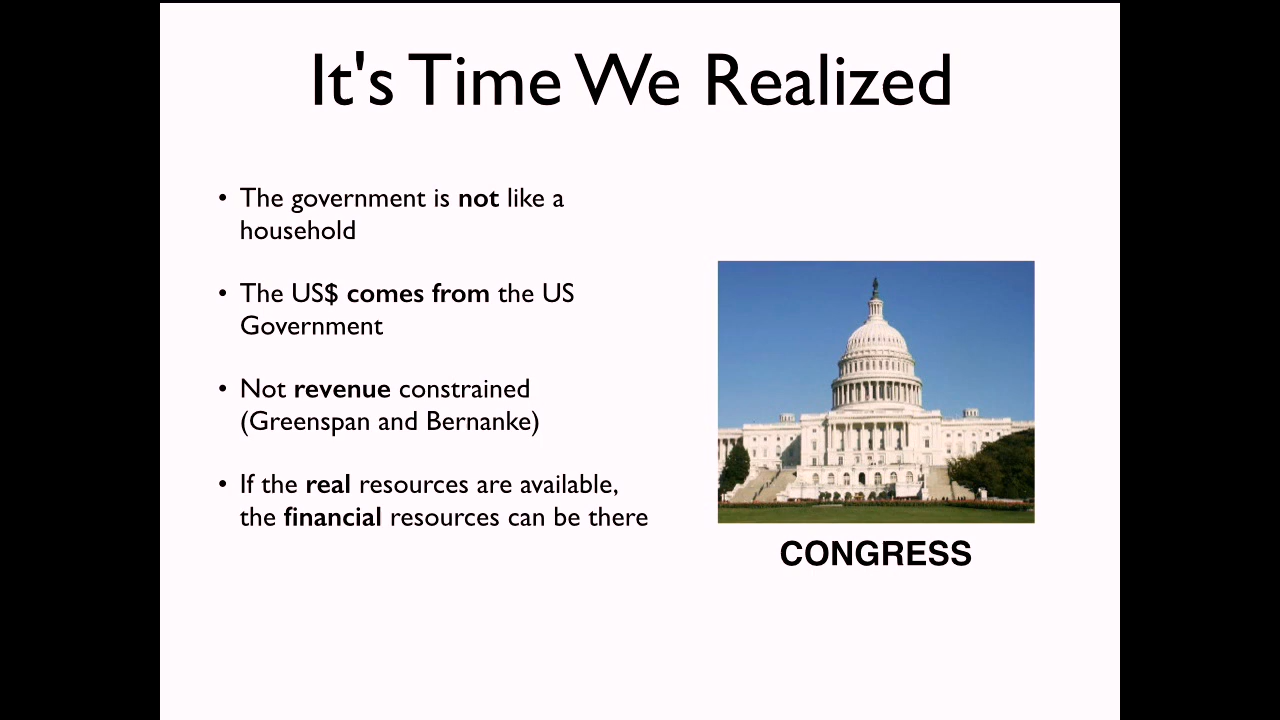 It's Time We Realized
• The government is not like a
household
• The US$ comes from the US
Government
• Not revenue constrained
(Greenspan and Bernanke)
• If the real resources are available,
the financial resources can be there
CONGRESS